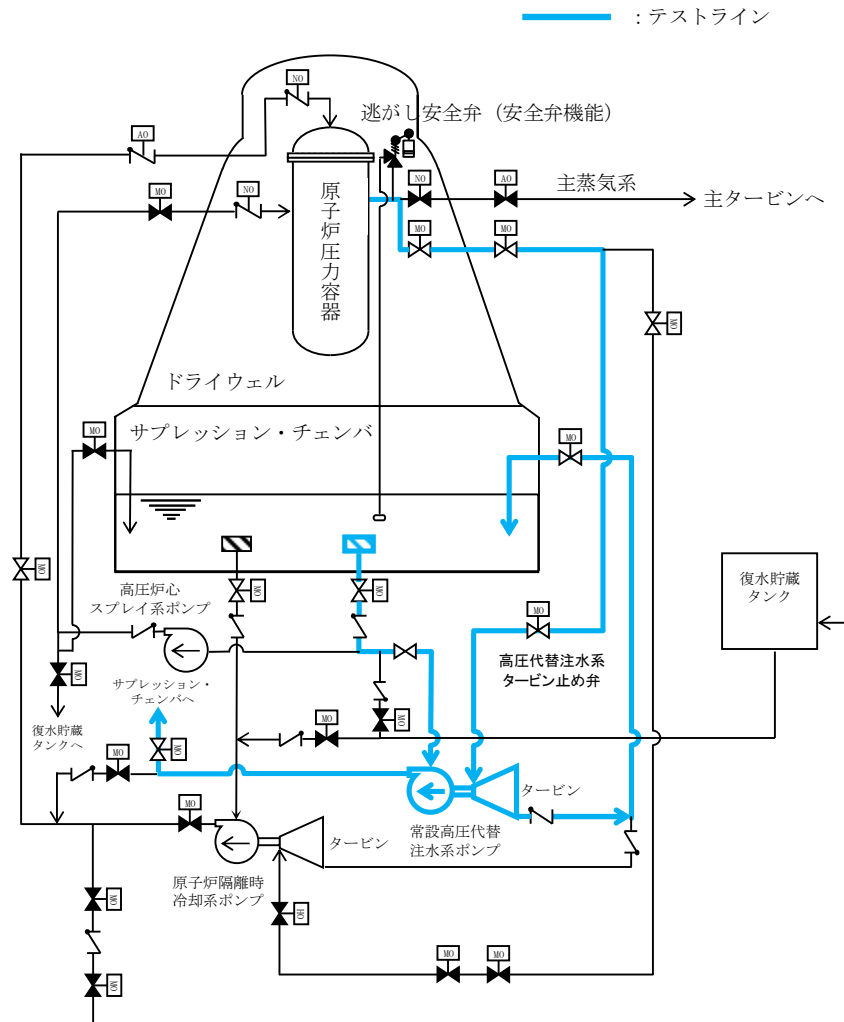 ：テストライン
NO
逃がし安全弁（安全弁機能）
AO
MO
NO
NO
AO
主蒸気系
主タービンへ
原子炉圧力容器
MO
MO
MO
ドライウェル
サプレッション・チェンバ
MO
MO
MO
高圧炉心
スプレイ系ポンプ
MO
MO
復水貯蔵
タンク
MO
高圧代替注水系
タービン止め弁
MO
サプレッション・
チェンバへ
復水貯蔵
タンクへ
MO
MO
MO
MO
タービン
MO
常設高圧代替
注水系ポンプ
タービン
原子炉隔離時
冷却系ポンプ
MO
HO
MO
MO
MO